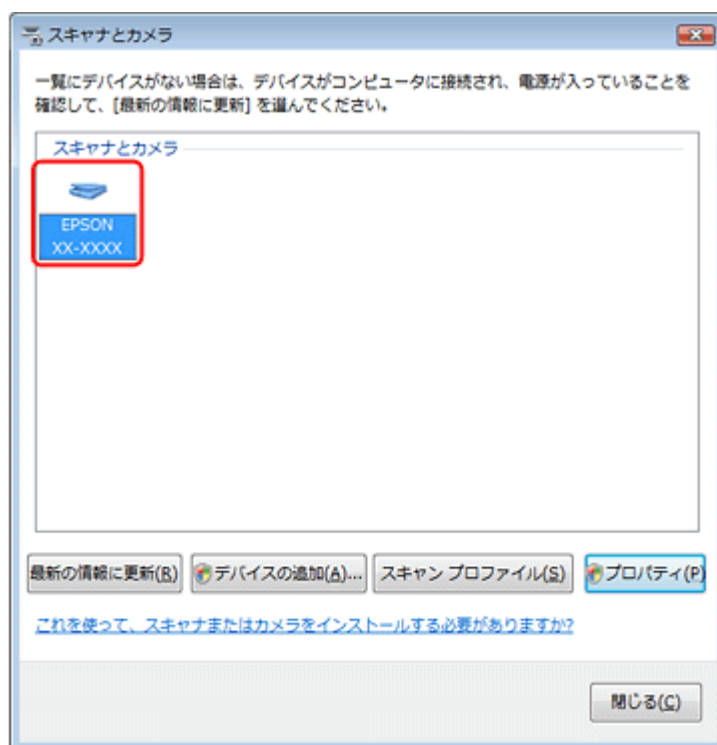 スキャナとカメラ
一覧にデバイスがない場合は、デバイスがコンピュータに接続され、電源が入っていることを
確認して、[最新の情報に更新] を選んでください。
スキャナとカメラ
EPSON
XX-XXXX
最新の情報に更新(R)
デバイスの追加(A)...
スキャン プロファイル(S)
プロパティ(P
これを使って、スキャナまたはカメラをインストールする必要がありますか?
閉じる(C)